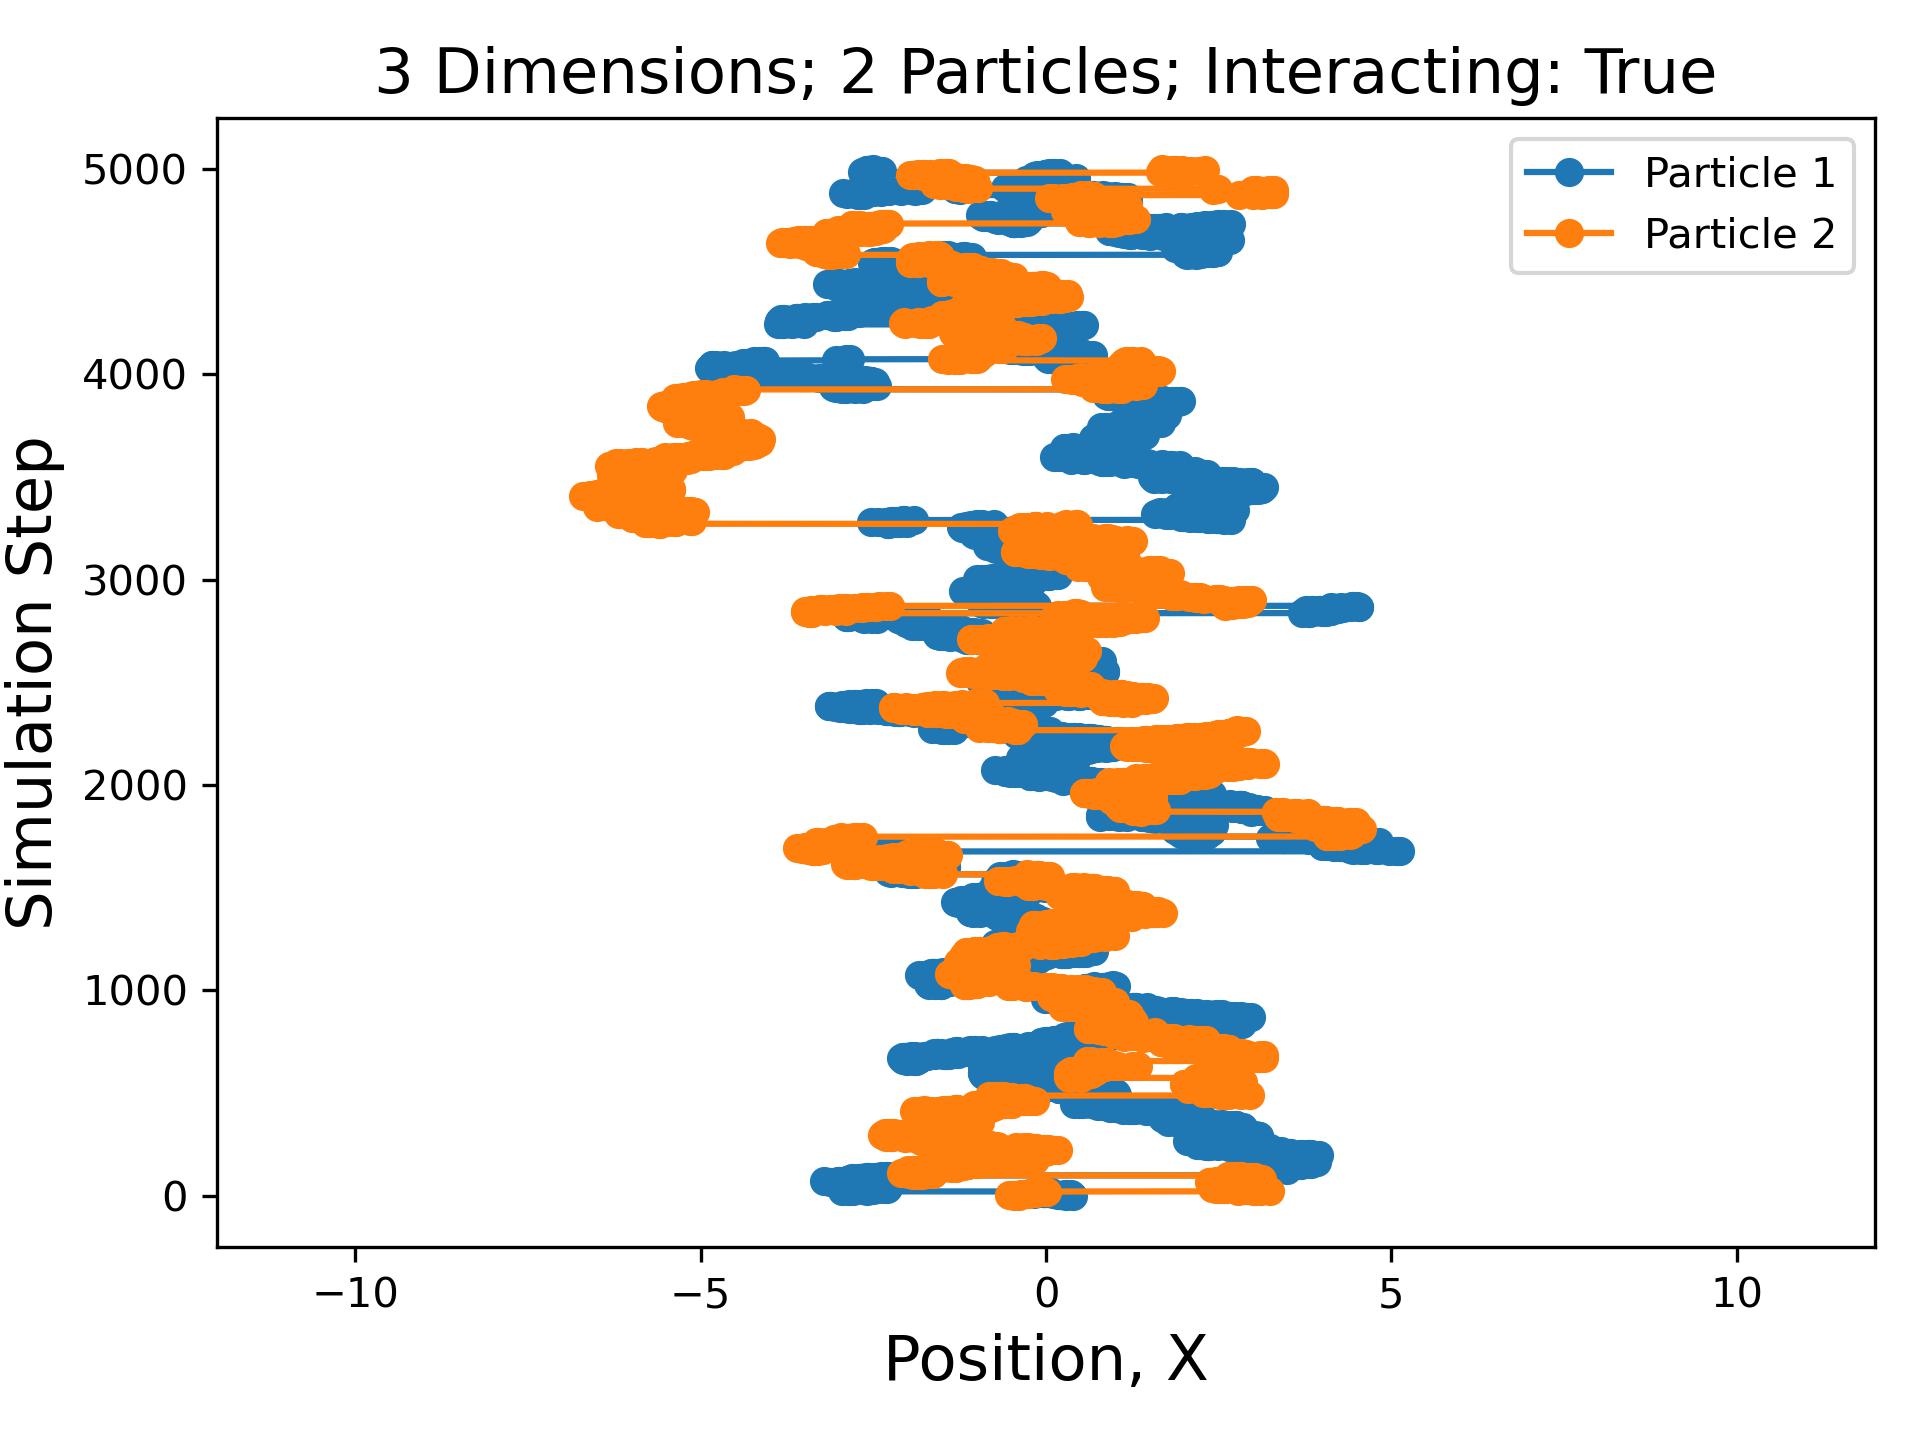 3 Dimensions; 2 Particles; Interacting: True
Particle 1
Particle 2
5000
4000
3000
2000
1000
0
Simulation Step
−10
−5
0
5
10
Position, X